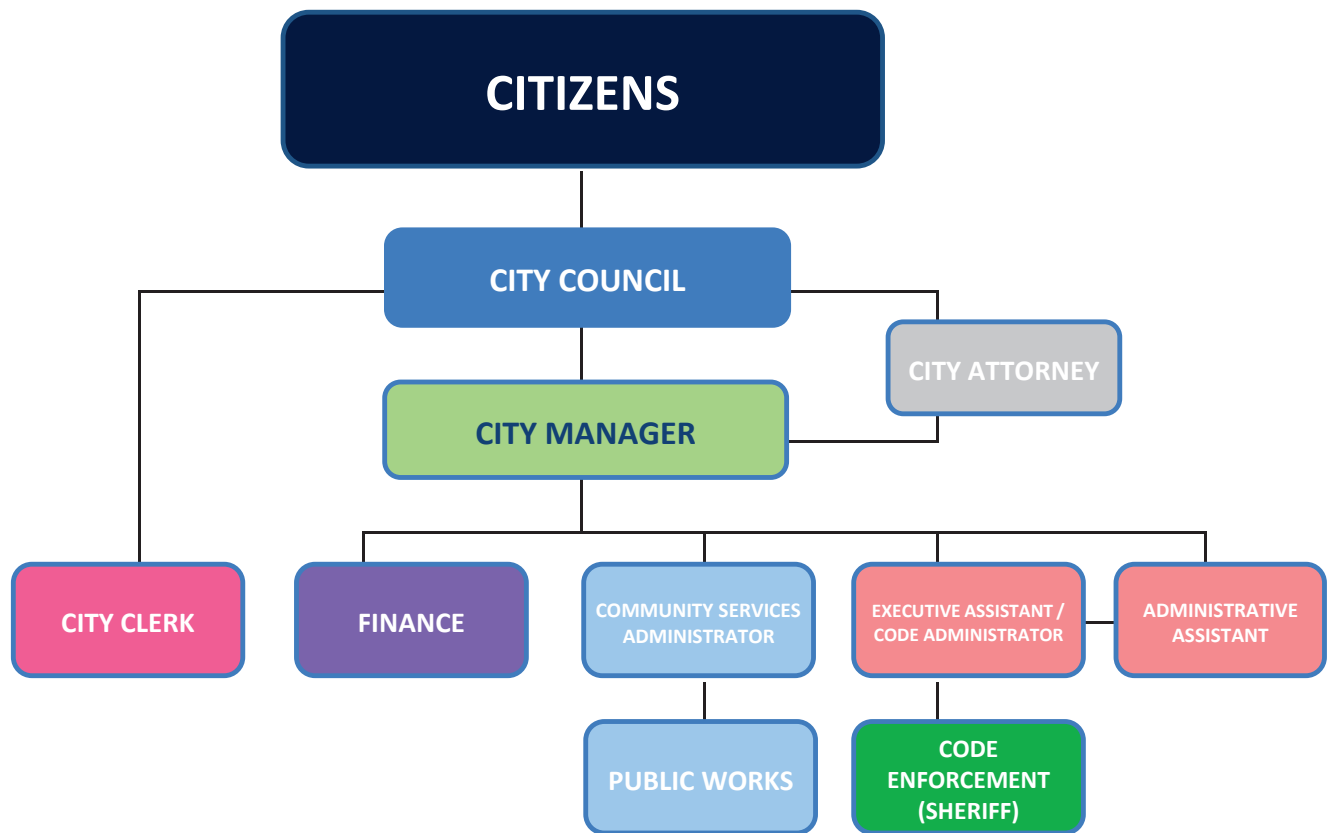 CITIZENS
CITY COUNCIL
CITY ATTORNEY
CITY MANAGER
CITY CLERK
FINANCE
COMMUNITY SERVICES
ADMINISTRATOR
EXECUTIVE ASSISTANT /
CODE ADMINISTRATOR
ADMINISTRATIVE
ASSISTANT
PUBLIC WORKS
CODE
ENFORCEMENT
(SHERIFF)